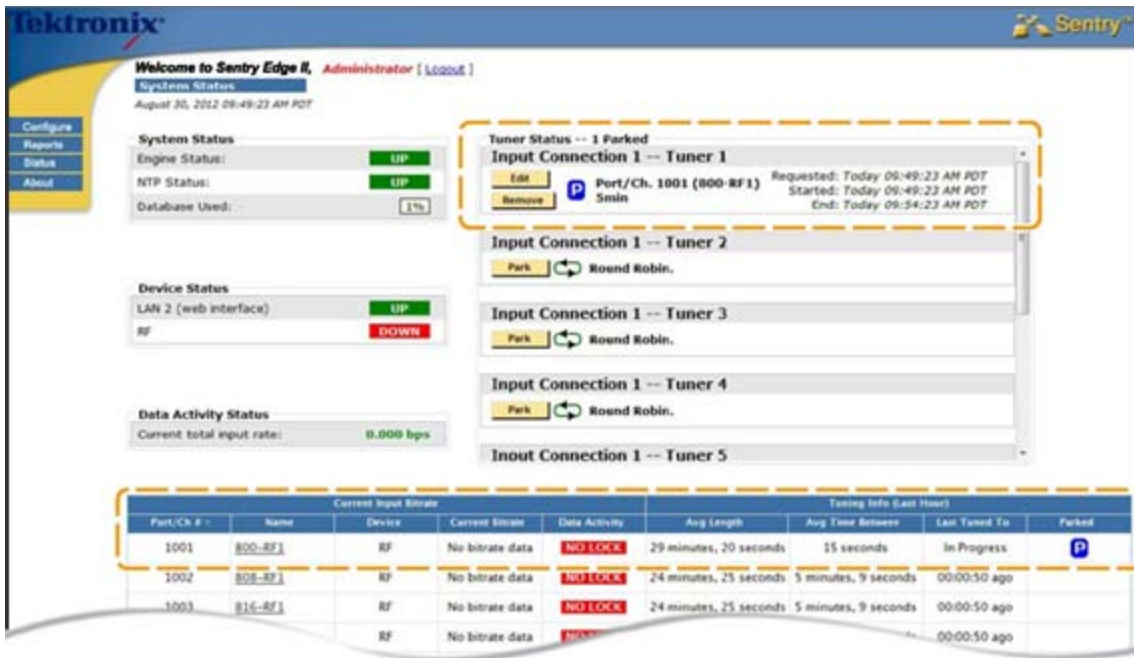 Tektronix
Sentry™
Welcome to Sentry Edge II, Administrator [ Logout ]
System Status
August 30, 2012 09:49:23 AM PDT
Configure
Reports
Status
About
System Status
Engine Status: UP
NTP Status: UP
Database Used: 1%
Device Status
LAN 2 (web interface) UP
RF DOWN
Data Activity Status
Current total input rate: 0.000 bps
Tuner Status -- 1 Parked
Input Connection 1 -- Tuner 1
Edit
Remove
P
Port/Ch. 1001 (800-RF1)
5min
Requested: Today 09:49:23 AM PDT
Started: Today 09:49:23 AM PDT
End: Today 09:54:23 AM PDT
Input Connection 1 -- Tuner 2
Park Round Robin.
Input Connection 1 -- Tuner 3
Park Round Robin.
Input Connection 1 -- Tuner 4
Park Round Robin.
Input Connection 1 -- Tuner 5
Current Input Bitrate Tuning Info (Last Hour)
Port/Ch # Name Device Current Bitrate Data Activity Avg Length Avg Time Between Last Tuned To Parked
1001 800-RF1 RF No bitrate data NO LOCK 29 minutes, 20 seconds 15 seconds In Progress P
1002 808-RF1 RF No bitrate data NO LOCK 24 minutes, 25 seconds 5 minutes, 9 seconds 00:00:50 ago
1003 816-RF1 RF No bitrate data NO LOCK 24 minutes, 25 seconds 5 minutes, 9 seconds 00:00:50 ago
RF No bitrate data 00:00:50 ago